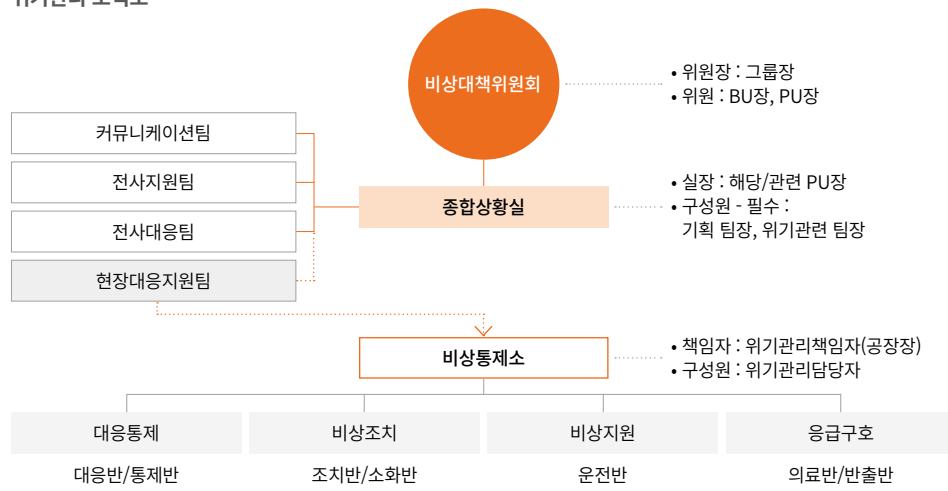 위기관리 조직도
비상대책위원회
• 위원장 : 그룹장
• 위원 : BU장, PU장
커뮤니케이션팀
전사지원팀
전사대응팀
현장대응지원팀
종합상황실
• 실장 : 해당/관련 PU장
• 구성원 - 필수 :
기획 팀장, 위기관련 팀장
비상통제소
• 책임자 : 위기관리책임자(공장장)
• 구성원 : 위기관리담당자
대응통제
비상조치
비상지원
응급구호
대응반/통제반
조치반/소화반
운전반
의료반/반출반